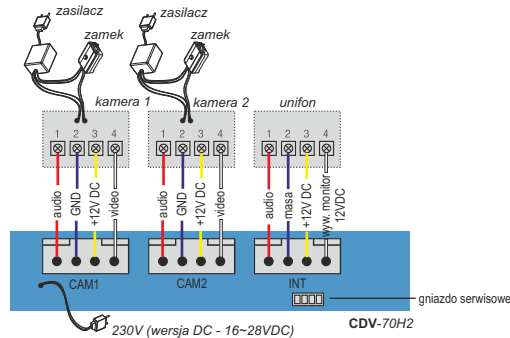 zasilacz
zamek
zasilacz
zamek
kamera 1
kamera 2
unifon
1 2 3 4
1 2 3 4
1 2 3 4
audio
GND
+12V DC
video
audio
GND
+12V DC
video
audio
masa
+12V DC
wyw. monitor
12VDC
CAM1
CAM2
INT
gniazdo serwisowe
230V (wersja DC - 16~28VDC)
CDV-70H2